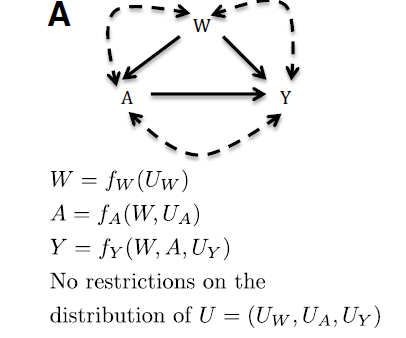 A
W
A
Y
W = f_W(U_W)
A = f_A(W, U_A)
Y = f_Y(W, A, U_Y)
No restrictions on the
distribution of U = (U_W, U_A, U_Y)